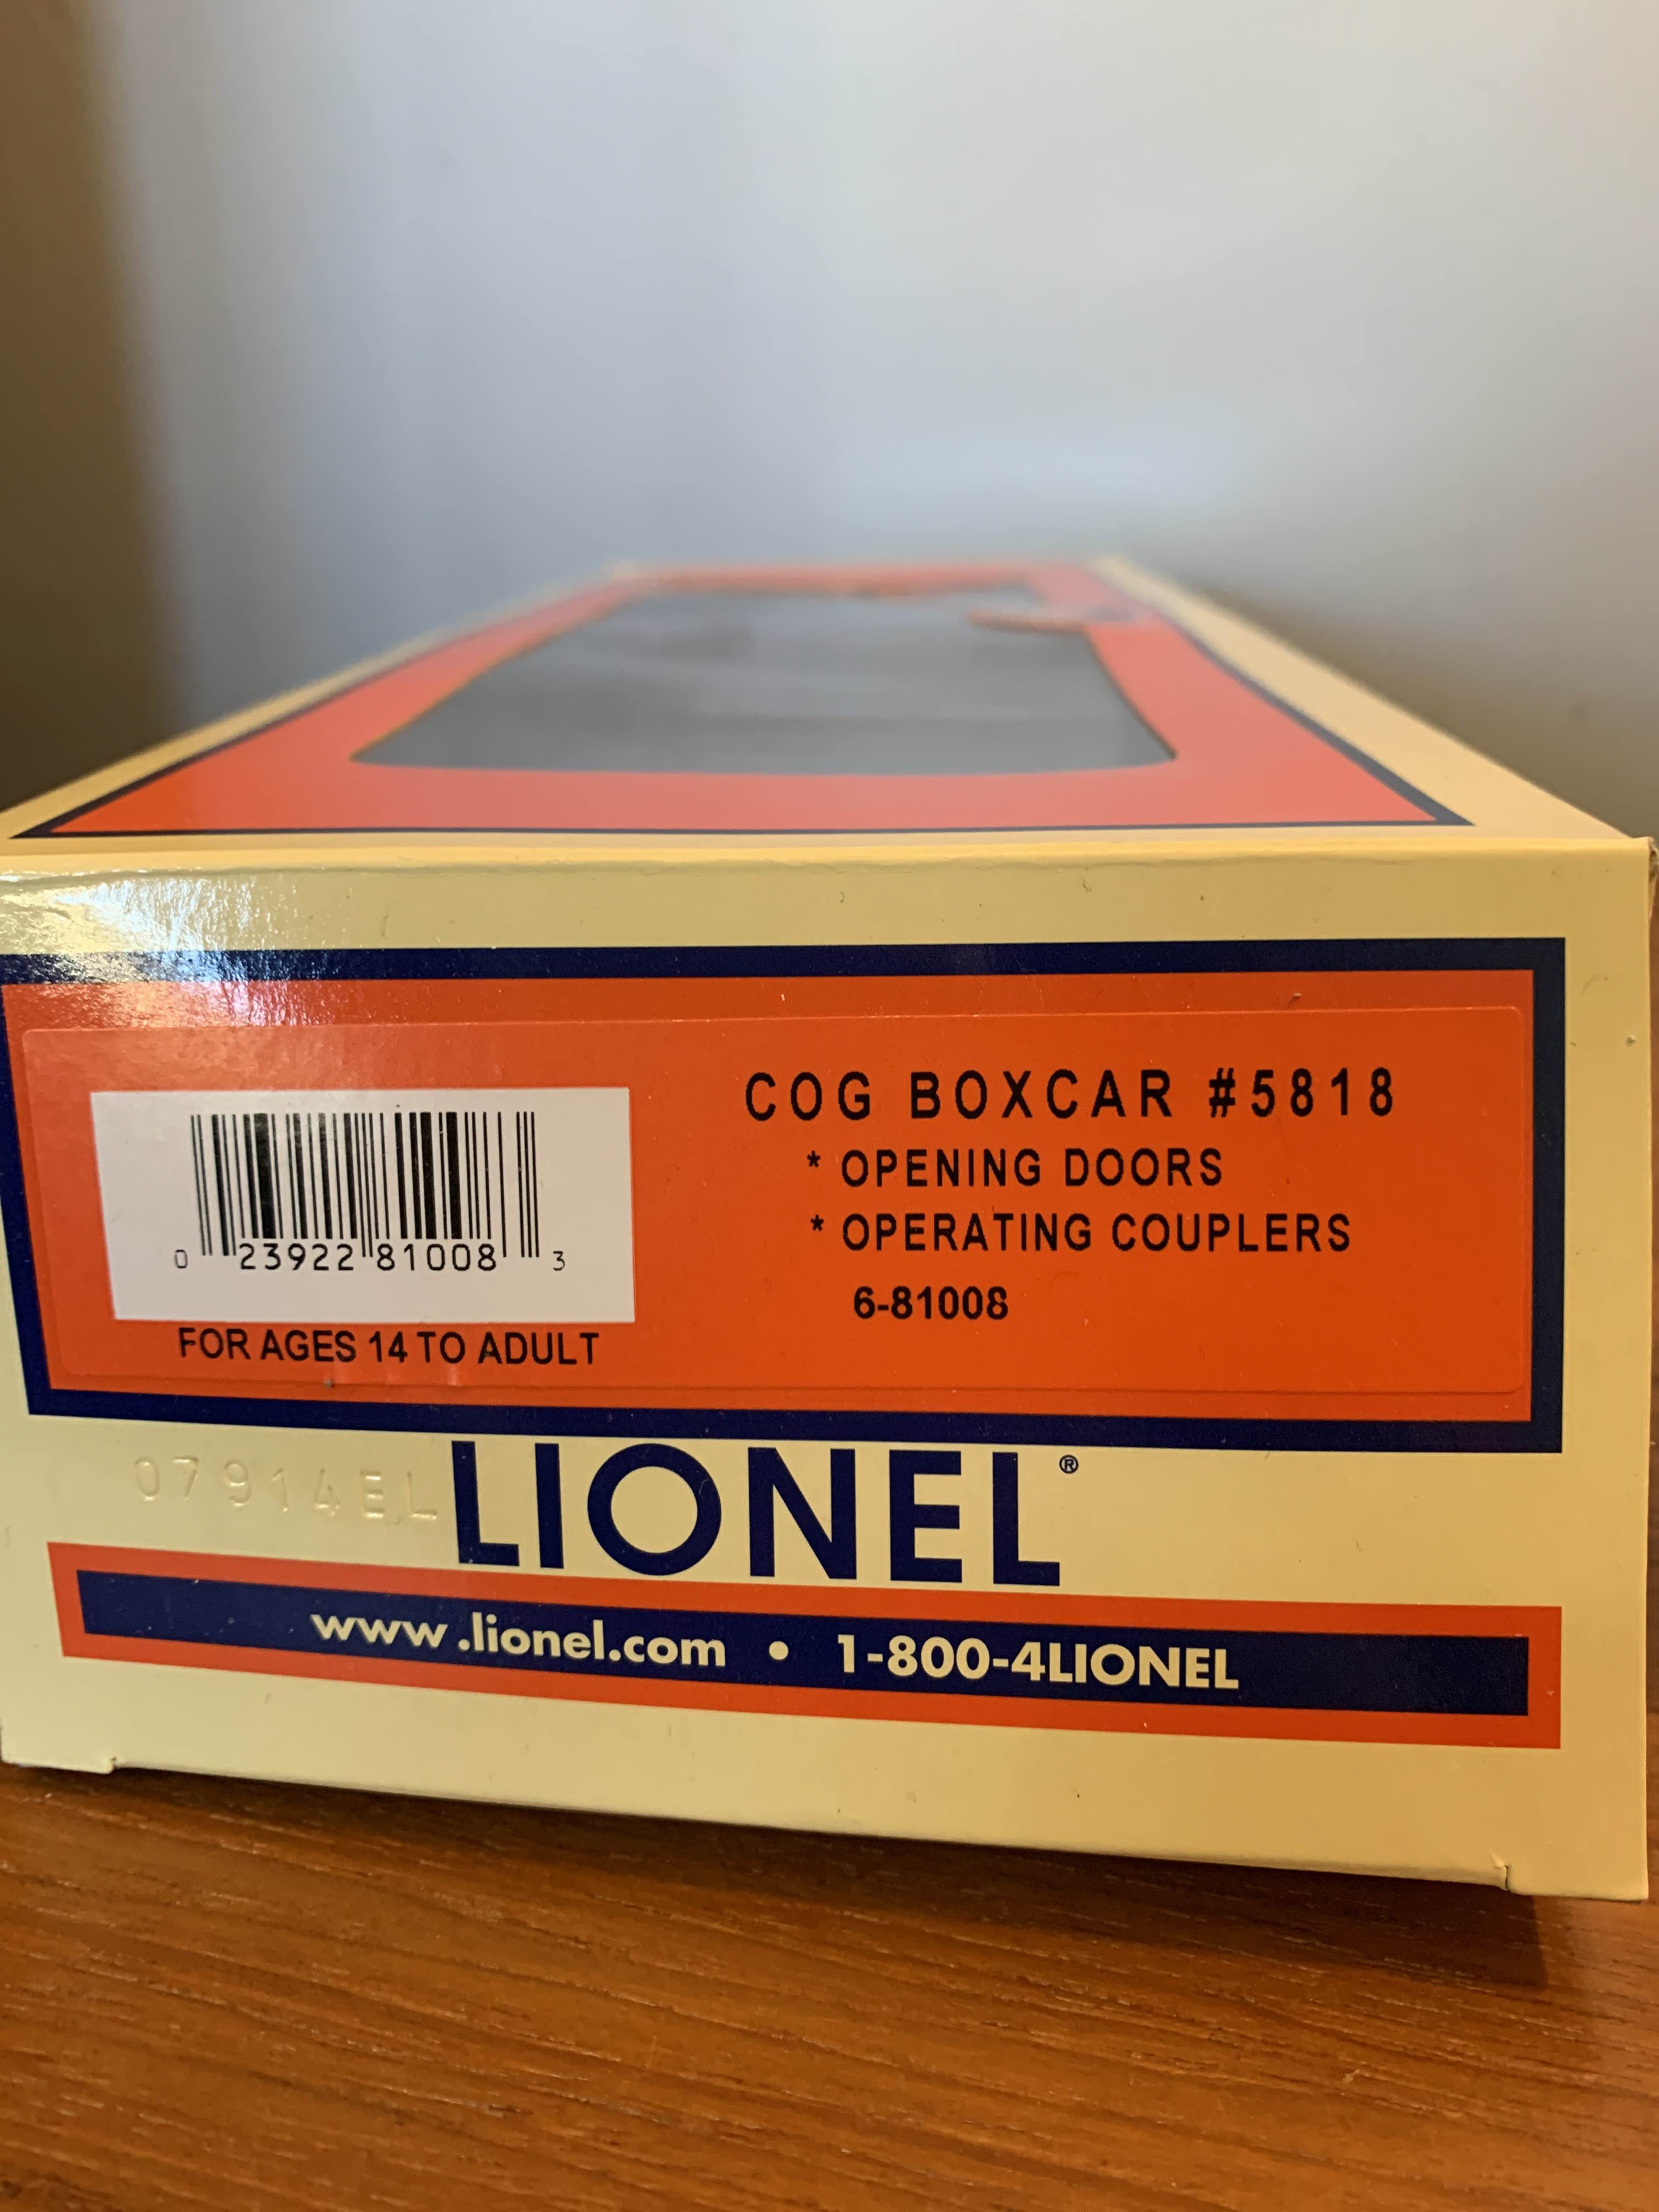 COG BOXCAR #5818
* OPENING DOORS
* OPERATING COUPLERS
6-81008
0 23922 81008 3
FOR AGES 14 TO ADULT
07914EL
LIONEL®
www.lionel.com • 1-800-4LIONEL